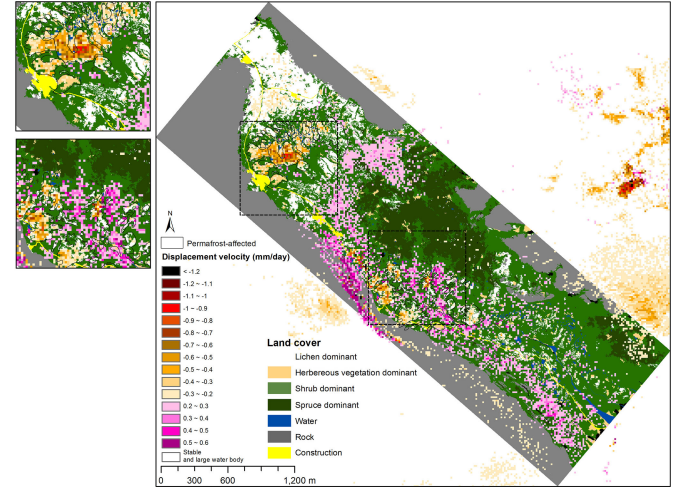 N
Permafrost-affected
Displacement velocity (mm/day)
< -1.2
-1.2 ~ -1.1
-1.1 ~ -1
-1 ~ -0.9
-0.9 ~ -0.8
-0.8 ~ -0.7
-0.7 ~ -0.6
-0.6 ~ -0.5
-0.5 ~ -0.4
-0.4 ~ -0.3
-0.3 ~ -0.2
0.2 ~ 0.3
0.3 ~ 0.4
0.4 ~ 0.5
0.5 ~ 0.6
Stable
and large water body
Land cover
Lichen dominant
Herbereous vegetation dominant
Shrub dominant
Spruce dominant
Water
Rock
Construction
0 300 600 1,200 m